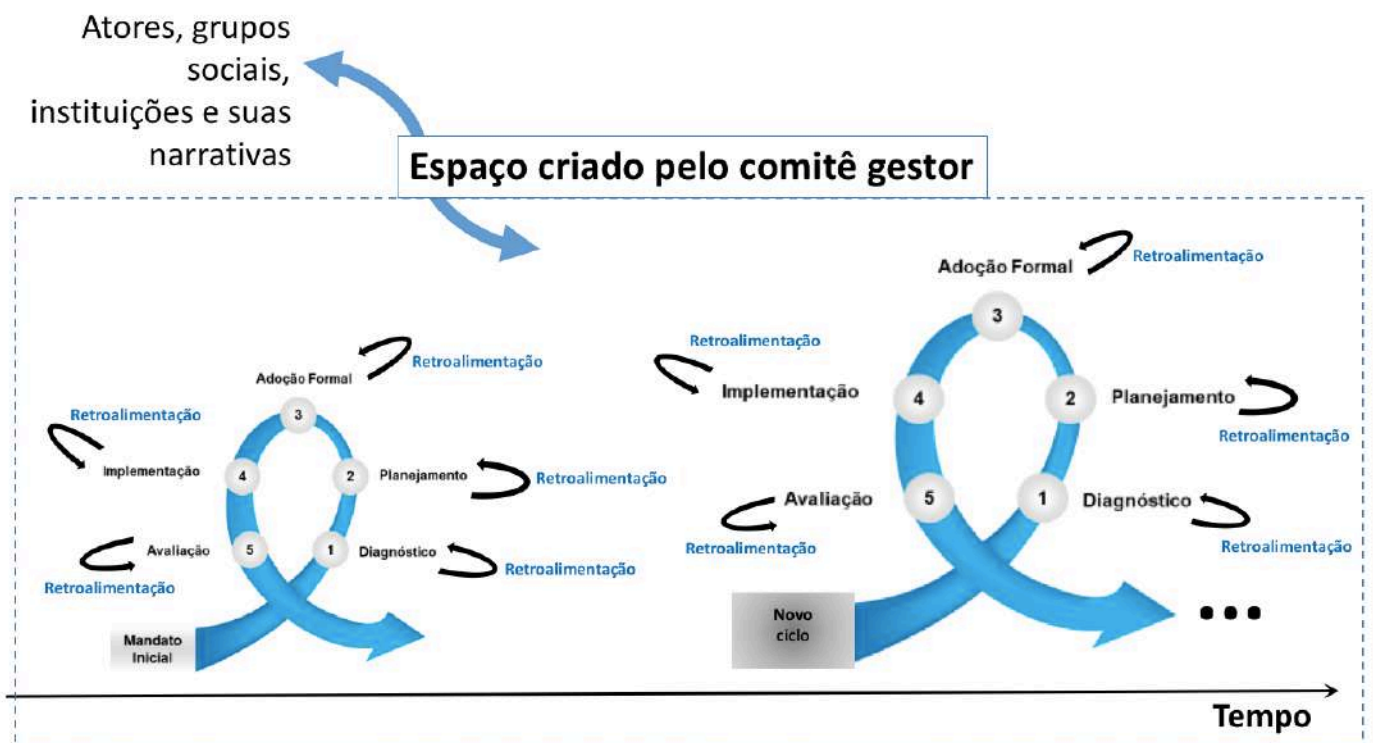 Atores, grupos
sociais,
instituições e suas
narrativas
Espaço criado pelo comitê gestor
Adoção Formal
Retroalimentação
3
Retroalimentação
Implementação
4
2
Planejamento
Retroalimentação
Avaliação
5
1
Diagnóstico
Retroalimentação
Retroalimentação
Mandato
Inicial
Adoção Formal
Retroalimentação
3
Retroalimentação
Implementação
4
2
Planejamento
Retroalimentação
Avaliação
5
1
Diagnóstico
Retroalimentação
Retroalimentação
Novo
ciclo
...
Tempo